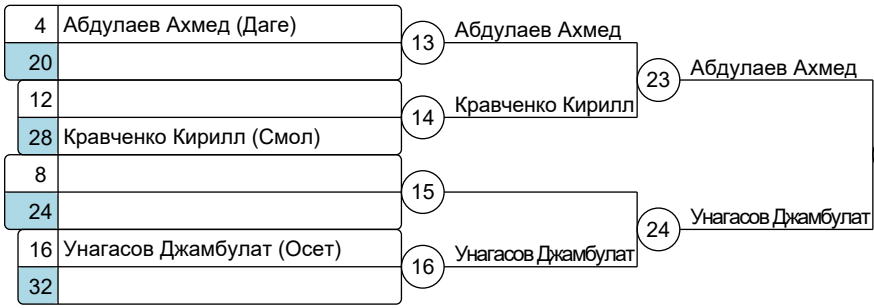 4 Абдулаев Ахмед (Даге)
20
13 Абдулаев Ахмед
12
28 Кравченко Кирилл (Смол)
14 Кравченко Кирилл
23 Абдулаев Ахмед
8
24
15
16 Унагасов Джамбулат (Осет)
32
16 Унагасов Джамбулат
24 Унагасов Джамбулат